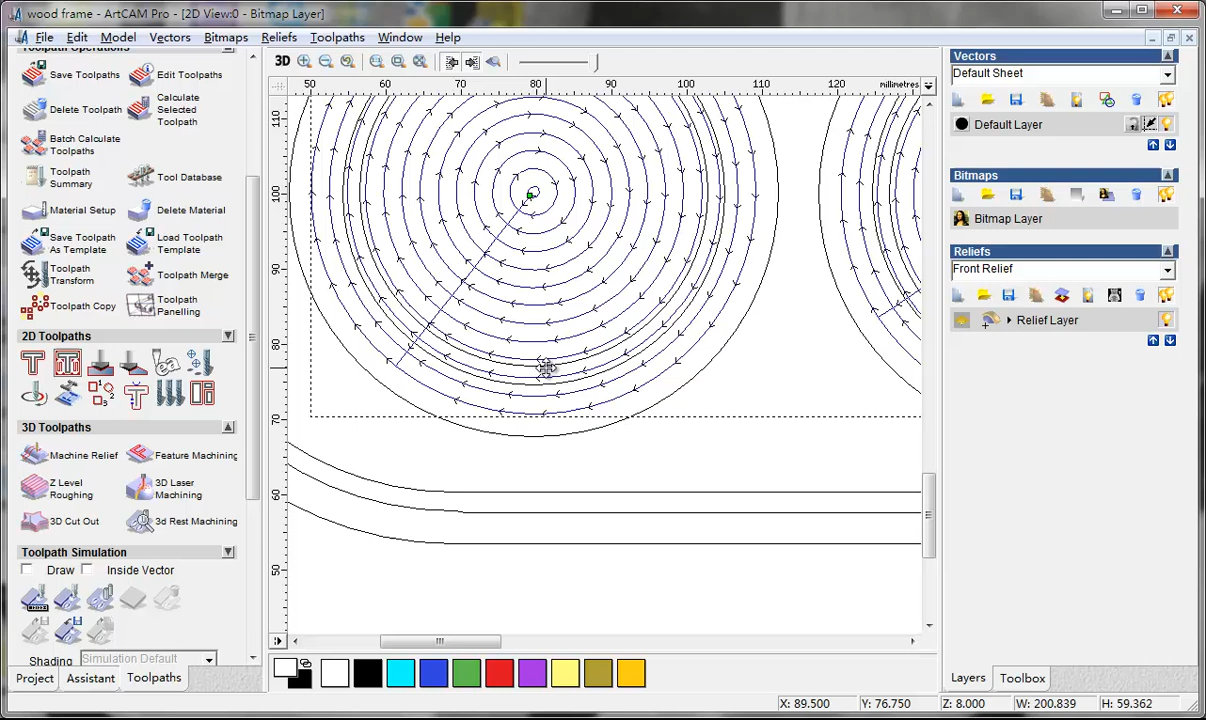 wood frame - ArtCAM Pro - [2D View:0 - Bitmap Layer]
File Edit Model Vectors Bitmaps Reliefs Toolpaths Window Help
Toolpath Operations
Save Toolpaths
Edit Toolpaths
Delete Toolpath
Calculate
Selected
Toolpath
Batch Calculate
Toolpaths
Toolpath
Summary
Tool Database
Material Setup
Delete Material
Save Toolpath
As Template
Load Toolpath
Template
Toolpath
Transform
Toolpath Merge
Toolpath Copy
Toolpath
Panelling
2D Toolpaths
3D Toolpaths
Machine Relief
Feature Machining
Z Level
Roughing
3D Laser
Machining
3D Cut Out
3d Rest Machining
Toolpath Simulation
Draw
Inside Vector
Shading
Simulation Default
Project
Assistant
Toolpaths
3D
50 60 70 80 90 100 110 120 millimetres
110
100
90
80
70
60
50
Vectors
Default Sheet
Default Layer
Bitmaps
Bitmap Layer
Reliefs
Front Relief
Relief Layer
Layers
Toolbox
X: 89.500
Y: 76.750
Z: 8.000
W: 200.839
H: 59.362